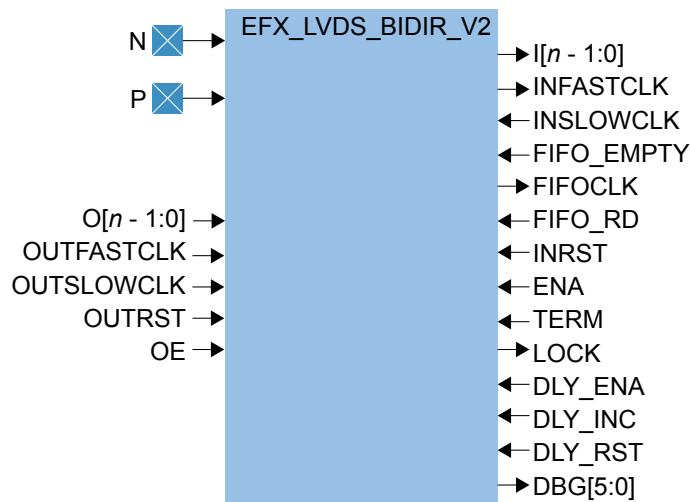 EFX_LVDS_BIDIR_V2
N
P
O[n - 1:0]
OUTFASTCLK
OUTSLOWCLK
OUTRST
OE
I[n - 1:0]
INFASTCLK
INSLOWCLK
FIFO_EMPTY
FIFOCLK
FIFO_RD
INRST
ENA
TERM
LOCK
DLY_ENA
DLY_INC
DLY_RST
DBG[5:0]